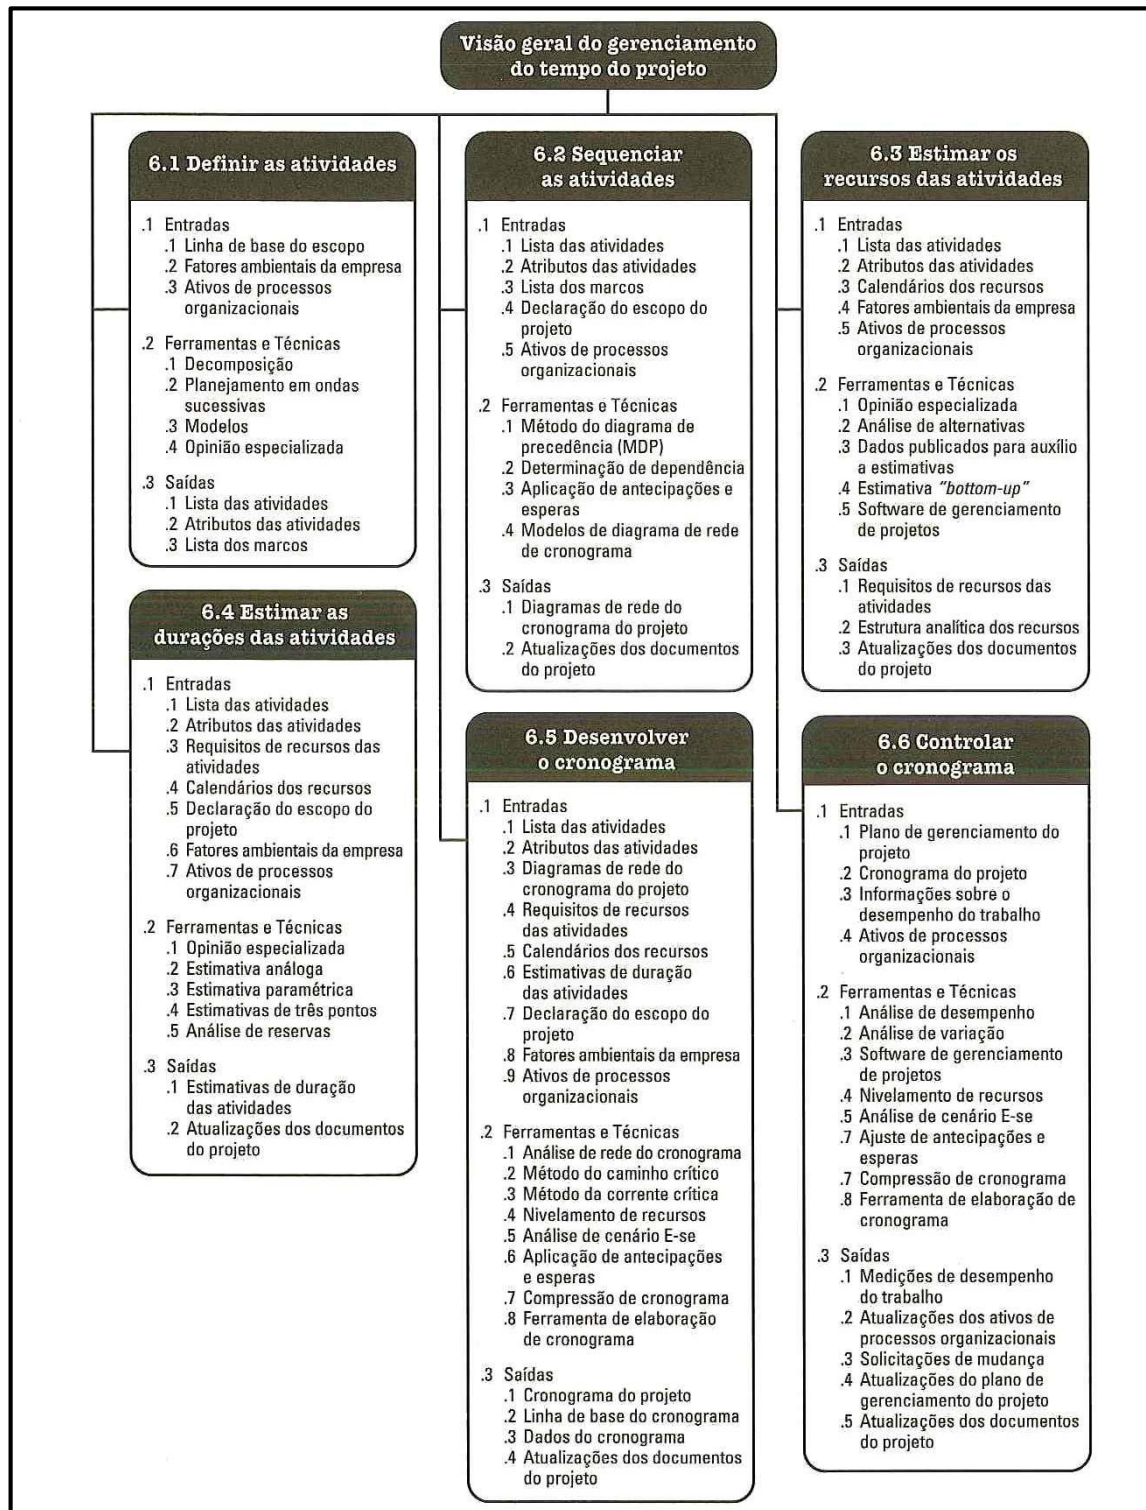 Visão geral do gerenciamento
do tempo do projeto
6.1 Definir as atividades
.1 Entradas
.1 Linha de base do escopo
.2 Fatores ambientais da empresa
.3 Ativos de processos
organizacionais
.2 Ferramentas e Técnicas
.1 Decomposição
.2 Planejamento em ondas
sucessivas
.3 Modelos
.4 Opinião especializada
.3 Saídas
.1 Lista das atividades
.2 Atributos das atividades
.3 Lista dos marcos
6.2 Sequenciar
as atividades
.1 Entradas
.1 Lista das atividades
.2 Atributos das atividades
.3 Lista dos marcos
.4 Declaração do escopo do
projeto
.5 Ativos de processos
organizacionais
.2 Ferramentas e Técnicas
.1 Método do diagrama de
precedência (MDP)
.2 Determinação de dependência
.3 Aplicação de antecipações e
esperas
.4 Modelos de diagrama de rede
de cronograma
.3 Saídas
.1 Diagramas de rede do
cronograma do projeto
.2 Atualizações dos documentos
do projeto
6.3 Estimar os
recursos das atividades
.1 Entradas
.1 Lista das atividades
.2 Atributos das atividades
.3 Calendários dos recursos
.4 Fatores ambientais da empresa
.5 Ativos de processos
organizacionais
.2 Ferramentas e Técnicas
.1 Opinião especializada
.2 Análise de alternativas
.3 Dados publicados para auxílio
a estimativas
.4 Estimativa "bottom-up"
.5 Software de gerenciamento
de projetos
.3 Saídas
.1 Requisitos de recursos das
atividades
.2 Estrutura analítica dos recursos
.3 Atualizações dos documentos
do projeto
6.4 Estimar as
durações das atividades
.1 Entradas
.1 Lista das atividades
.2 Atributos das atividades
.3 Requisitos de recursos das
atividades
.4 Calendários dos recursos
.5 Declaração do escopo do
projeto
.6 Fatores ambientais da empresa
.7 Ativos de processos
organizacionais
.2 Ferramentas e Técnicas
.1 Opinião especializada
.2 Estimativa análoga
.3 Estimativa paramétrica
.4 Estimativas de três pontos
.5 Análise de reservas
.3 Saídas
.1 Estimativas de duração
das atividades
.2 Atualizações dos documentos
do projeto
6.5 Desenvolver
o cronograma
.1 Entradas
.1 Lista das atividades
.2 Atributos das atividades
.3 Diagramas de rede do
cronograma do projeto
.4 Requisitos de recursos
das atividades
.5 Calendários dos recursos
.6 Estimativas de duração
das atividades
.7 Declaração do escopo do
projeto
.8 Fatores ambientais da empresa
.9 Ativos de processos
organizacionais
.2 Ferramentas e Técnicas
.1 Análise de rede do cronograma
.2 Método do caminho crítico
.3 Método da corrente crítica
.4 Nivelamento de recursos
.5 Análise de cenário E-se
.6 Aplicação de antecipações
e esperas
.7 Compressão de cronograma
.8 Ferramenta de elaboração
de cronograma
.3 Saídas
.1 Cronograma do projeto
.2 Linha de base do cronograma
.3 Dados do cronograma
.4 Atualizações dos documentos
do projeto
6.6 Controlar
o cronograma
.1 Entradas
.1 Plano de gerenciamento do
projeto
.2 Cronograma do projeto
.3 Informações sobre o
desempenho do trabalho
.4 Ativos de processos
organizacionais
.2 Ferramentas e Técnicas
.1 Análise de desempenho
.2 Análise de variação
.3 Software de gerenciamento
de projetos
.4 Nivelamento de recursos
.5 Análise de cenário E-se
.7 Ajuste de antecipações e
esperas
.7 Compressão de cronograma
.8 Ferramenta de elaboração de
cronograma
.3 Saídas
.1 Medições de desempenho
do trabalho
.2 Atualizações dos ativos de
processos organizacionais
.3 Solicitações de mudança
.4 Atualizações do plano de
gerenciamento do projeto
.5 Atualizações dos documentos
do projeto